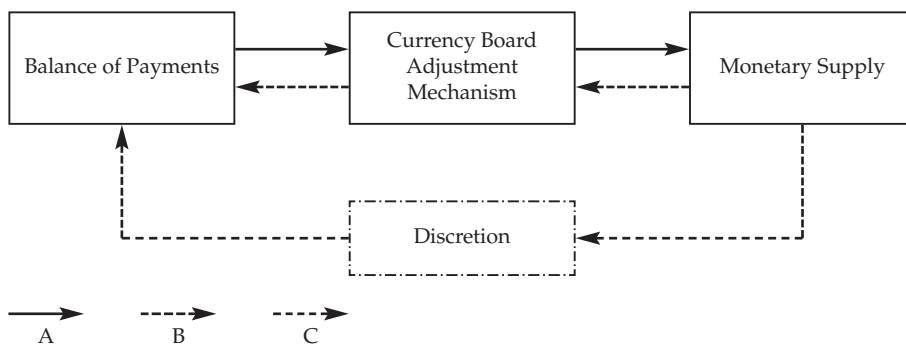 Balance of Payments
Currency Board
Adjustment
Mechanism
Monetary Supply
Discretion
A
B
C